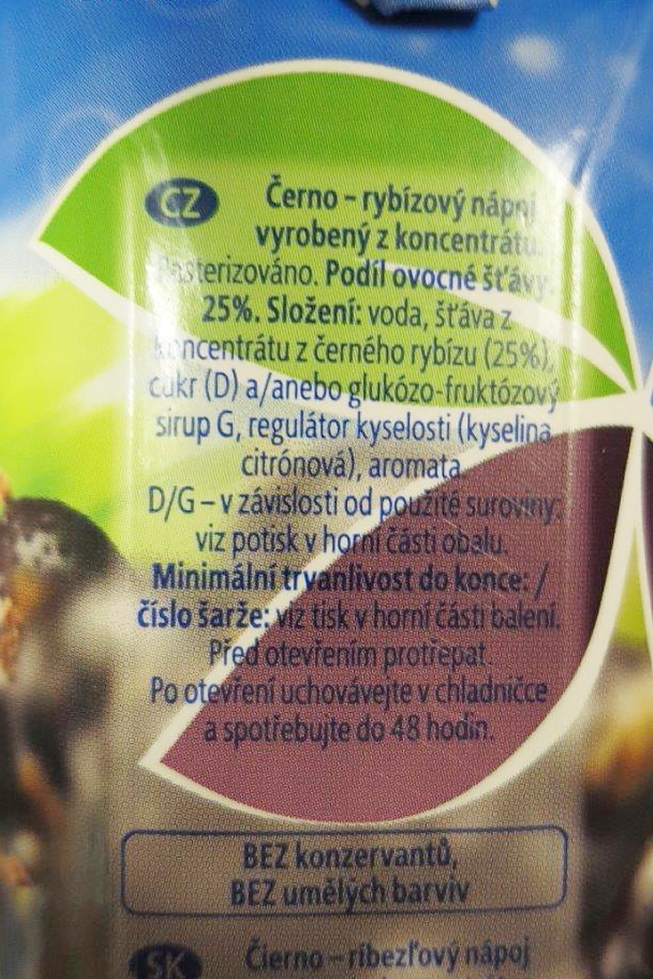 CZ Černo – rybízový nápoj
vyrobený z koncentrátu.
Pasterizováno. Podíl ovocné šťávy:
25%. Složení: voda, šťáva z
koncentrátu z černého rybízu (25%),
cukr (D) a/anebo glukózo-fruktózový
sirup G, regulátor kyselosti (kyselina
citrónová), aromata
D/G – v závislosti od použité suroviny:
viz potisk v horní části obalu.
Minimální trvanlivost do konce: /
číslo šarže: viz tisk v horní části balení.
Před otevřením protřepat.
Po otevření uchovávejte v chladničce
a spotřebujte do 48 hodin.
BEZ konzervantů,
BEZ umělých barviv
SK Čierno – ríbezľový nápoj